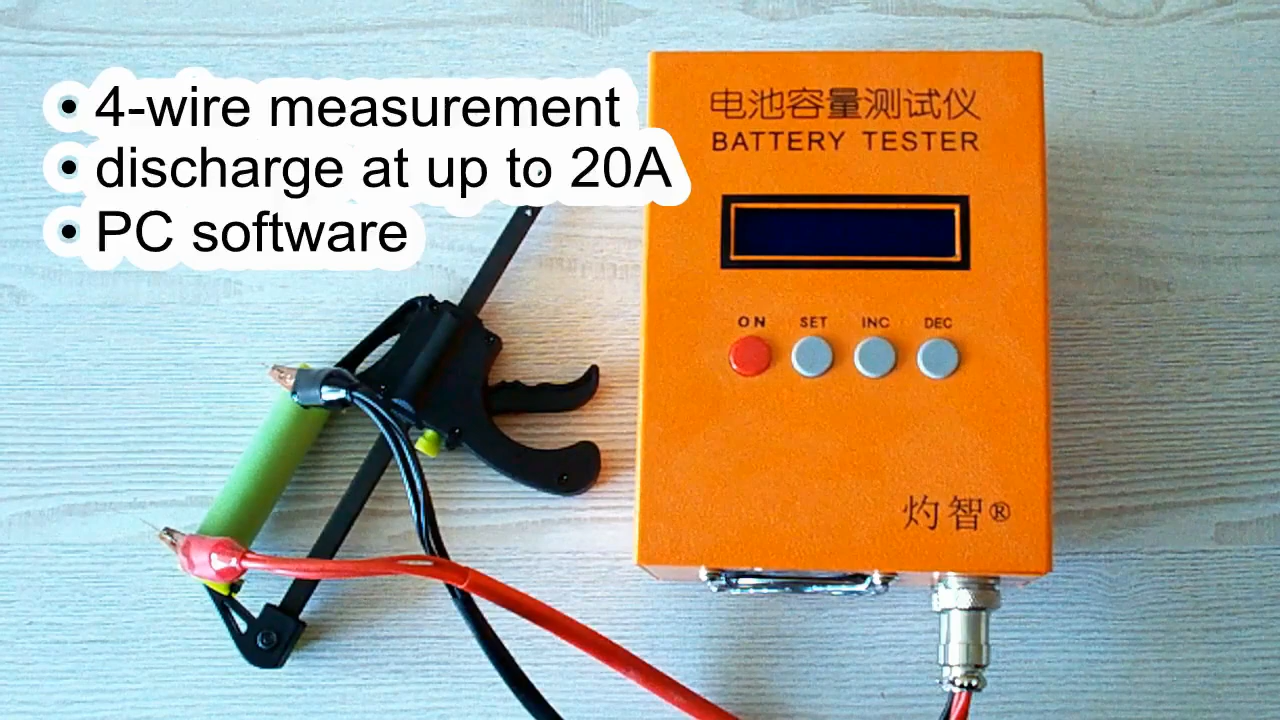 • 4-wire measurement
• discharge at up to 20A
• PC software
电池容量测试仪
BATTERY TESTER
ON SET INC DEC
灼智®